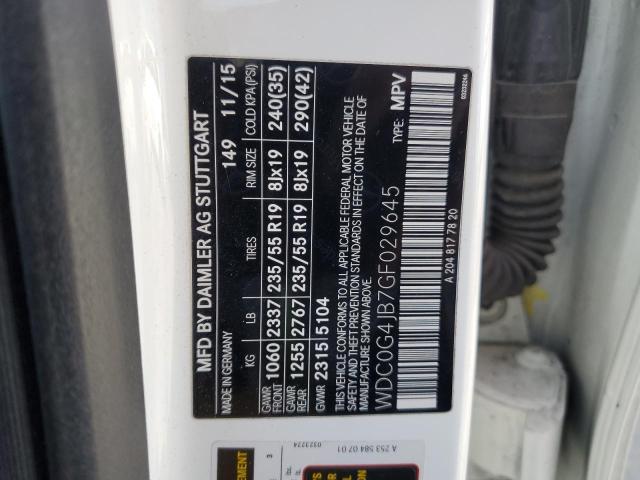 MFD BY DAIMLER AG STUTTGART
MADE IN GERMANY 149 11/15
KG LB TIRES RIM SIZE COLD KPA(PSI)
GAWR FRONT 1060 2337 235/55 R19 8Jx19 240(35)
GAWR REAR 1255 2767 235/55 R19 8Jx19 290(42)
GVWR 2315 5104
THIS VEHICLE CONFORMS TO ALL APPLICABLE FEDERAL MOTOR VEHICLE
SAFETY AND THEFT PREVENTION STANDARDS IN EFFECT ON THE DATE OF
MANUFACTURE SHOWN ABOVE.
WDC0G4JB7GF029645 TYPE: MPV
A 204 817 78 20
03232246
A 253 584 07 01
0323224
3